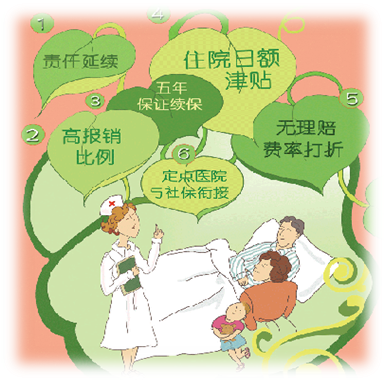 1
责任延续
2
高报销
比例
3
五年
保证续保
4
住院日额
津贴
5
无理赔
费率打折
6
定点医院
与社保衔接